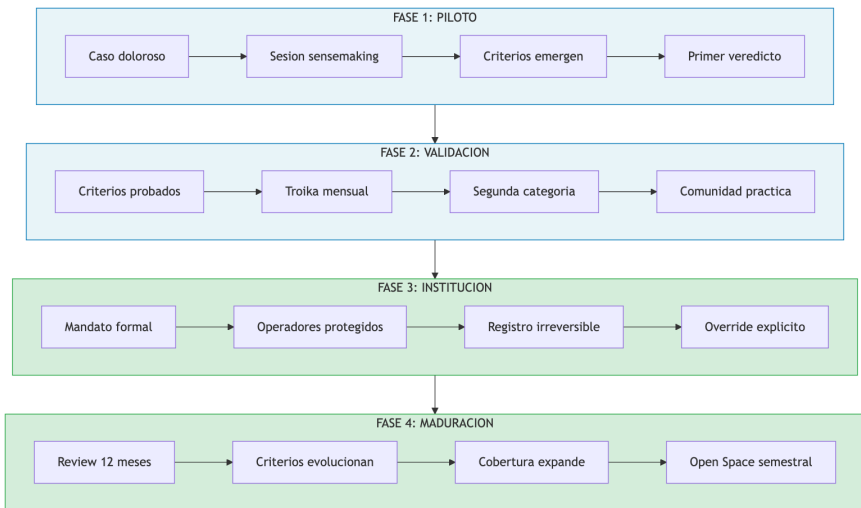 FASE 1: PILOTO
Caso doloroso
Sesion sensemaking
Criterios emergen
Primer veredicto
FASE 2: VALIDACION
Criterios probados
Troika mensual
Segunda categoria
Comunidad practica
FASE 3: INSTITUCION
Mandato formal
Operadores protegidos
Registro irreversible
Override explicito
FASE 4: MADURACION
Review 12 meses
Criterios evolucionan
Cobertura expande
Open Space semestral